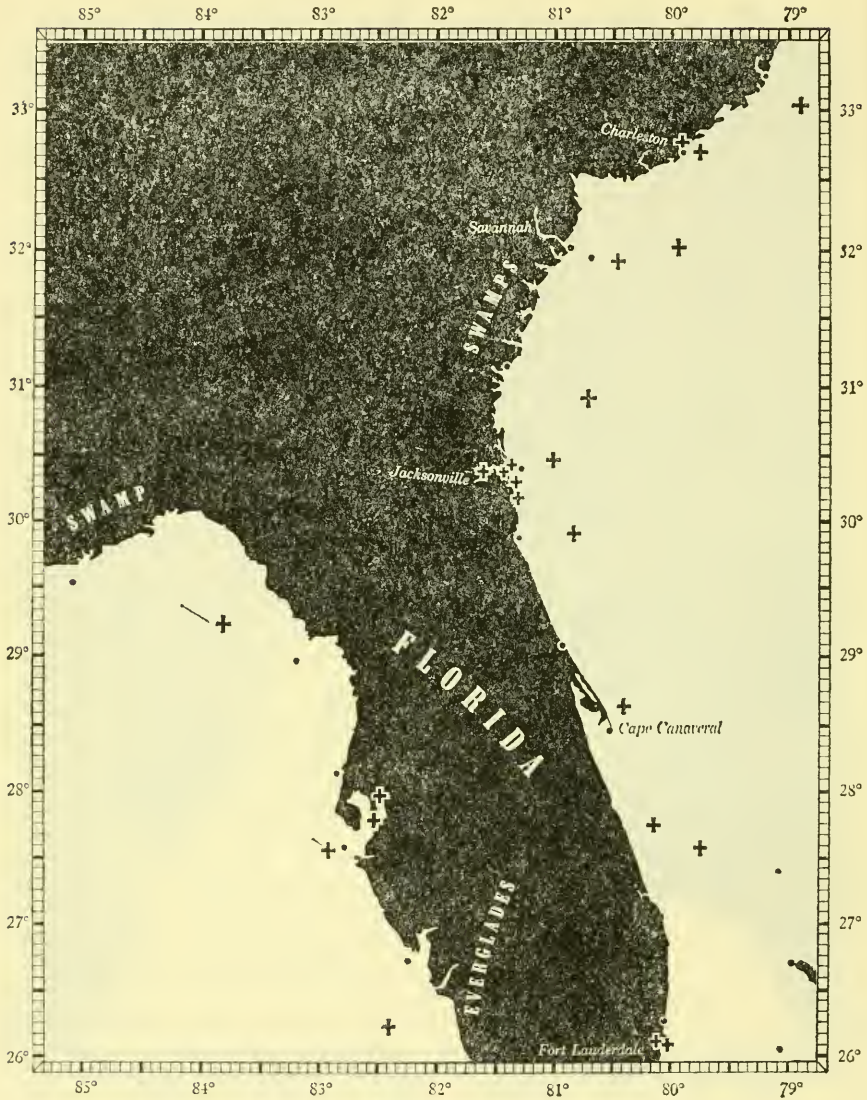 85° 84° 83° 82° 81° 80° 79°
33° 33°
Charleston
Savannah
32° 32°
SWAMPS
31° 31°
Jacksonville
SWAMP
30° 30°
29° 29°
FLORIDA
Cape Canaveral
28° 28°
27° 27°
EVERGLADES
Fort Lauderdale
26° 26°
85° 84° 83° 82° 81° 80° 79°